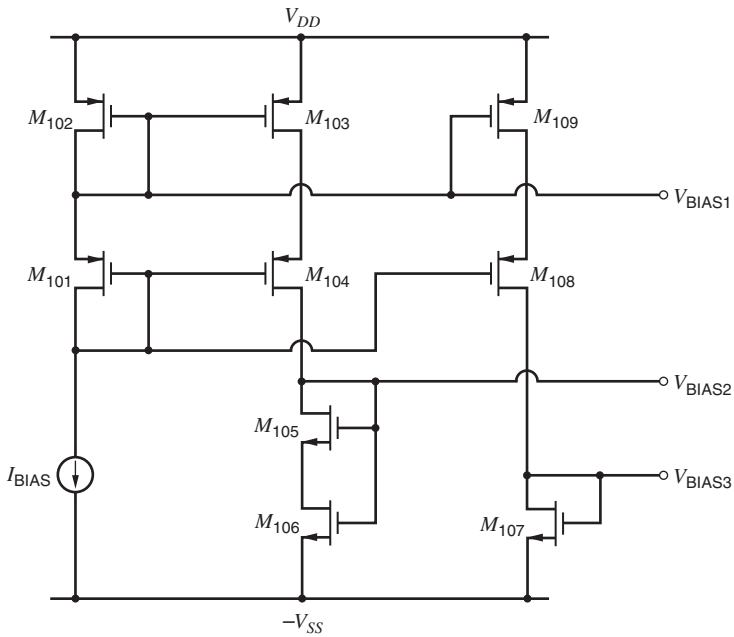 V_DD
M_102
M_103
M_109
V_BIAS1
M_101
M_104
M_108
V_BIAS2
M_105
I_BIAS
V_BIAS3
M_106
M_107
–V_SS